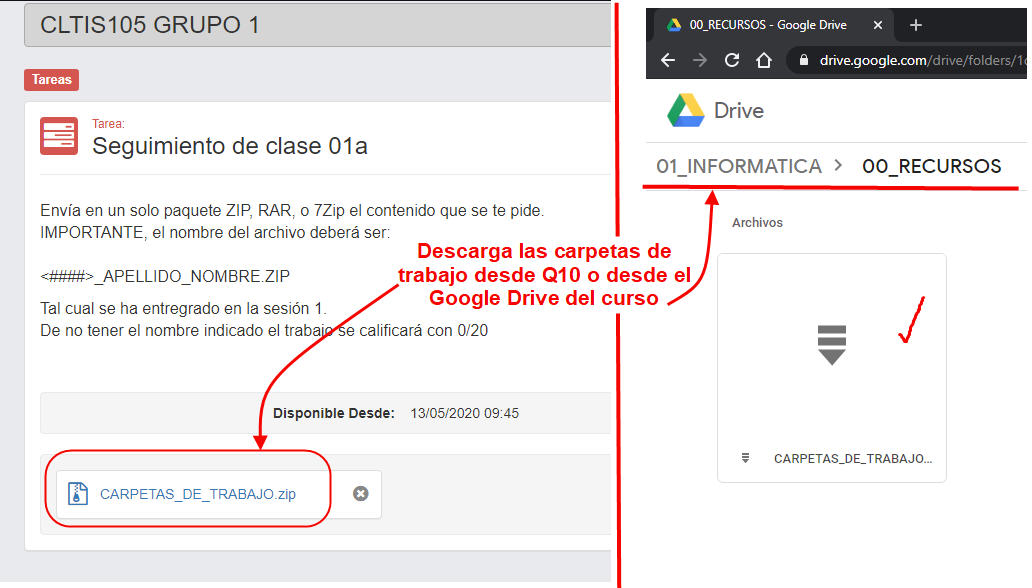 CLTIS105 GRUPO 1
Tareas
Tarea:
Seguimiento de clase 01a
Envía en un solo paquete ZIP, RAR, o 7Zip el contenido que se te pide.
IMPORTANTE, el nombre del archivo deberá ser:
<####>_APELLIDO_NOMBRE.ZIP
Tal cual se ha entregrado en la sesión 1.
De no tener el nombre indicado el trabajo se calificará con 0/20
Disponible Desde: 13/05/2020 09:45
CARPETAS_DE_TRABAJO.zip
Descarga las carpetas de
trabajo desde Q10 o desde el
Google Drive del curso
00_RECURSOS - Google Drive
drive.google.com/drive/folders/1
Drive
01_INFORMATICA > 00_RECURSOS
Archivos
CARPETAS_DE_TRABAJO...